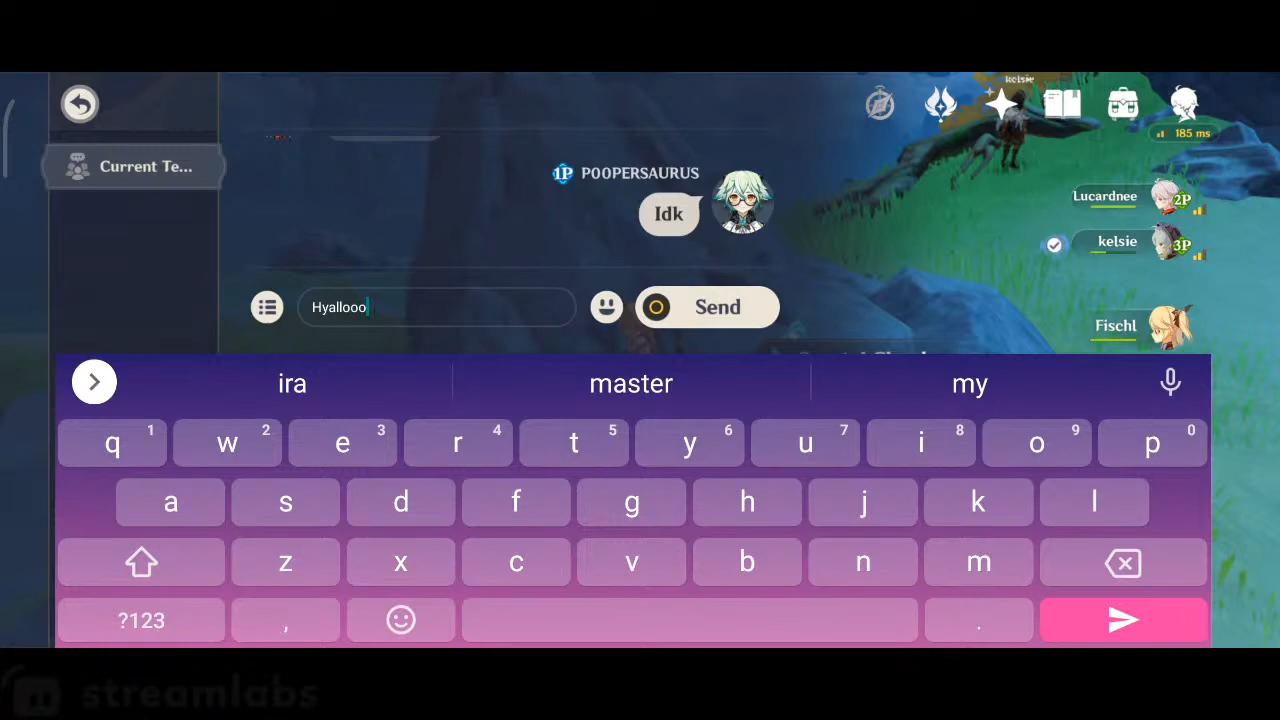 kelsie
185 ms
Current Te...
1P P00PERSAURUS
Idk
Lucardnee 2P
kelsie 3P
Hyallooo
Send
Fischl
ira master my
q 1 w 2 e 3 r 4 t 5 y 6 u 7 i 8 o 9 p 0
a s d f g h j k l
z x c v b n m
?123 , .
streamlabs